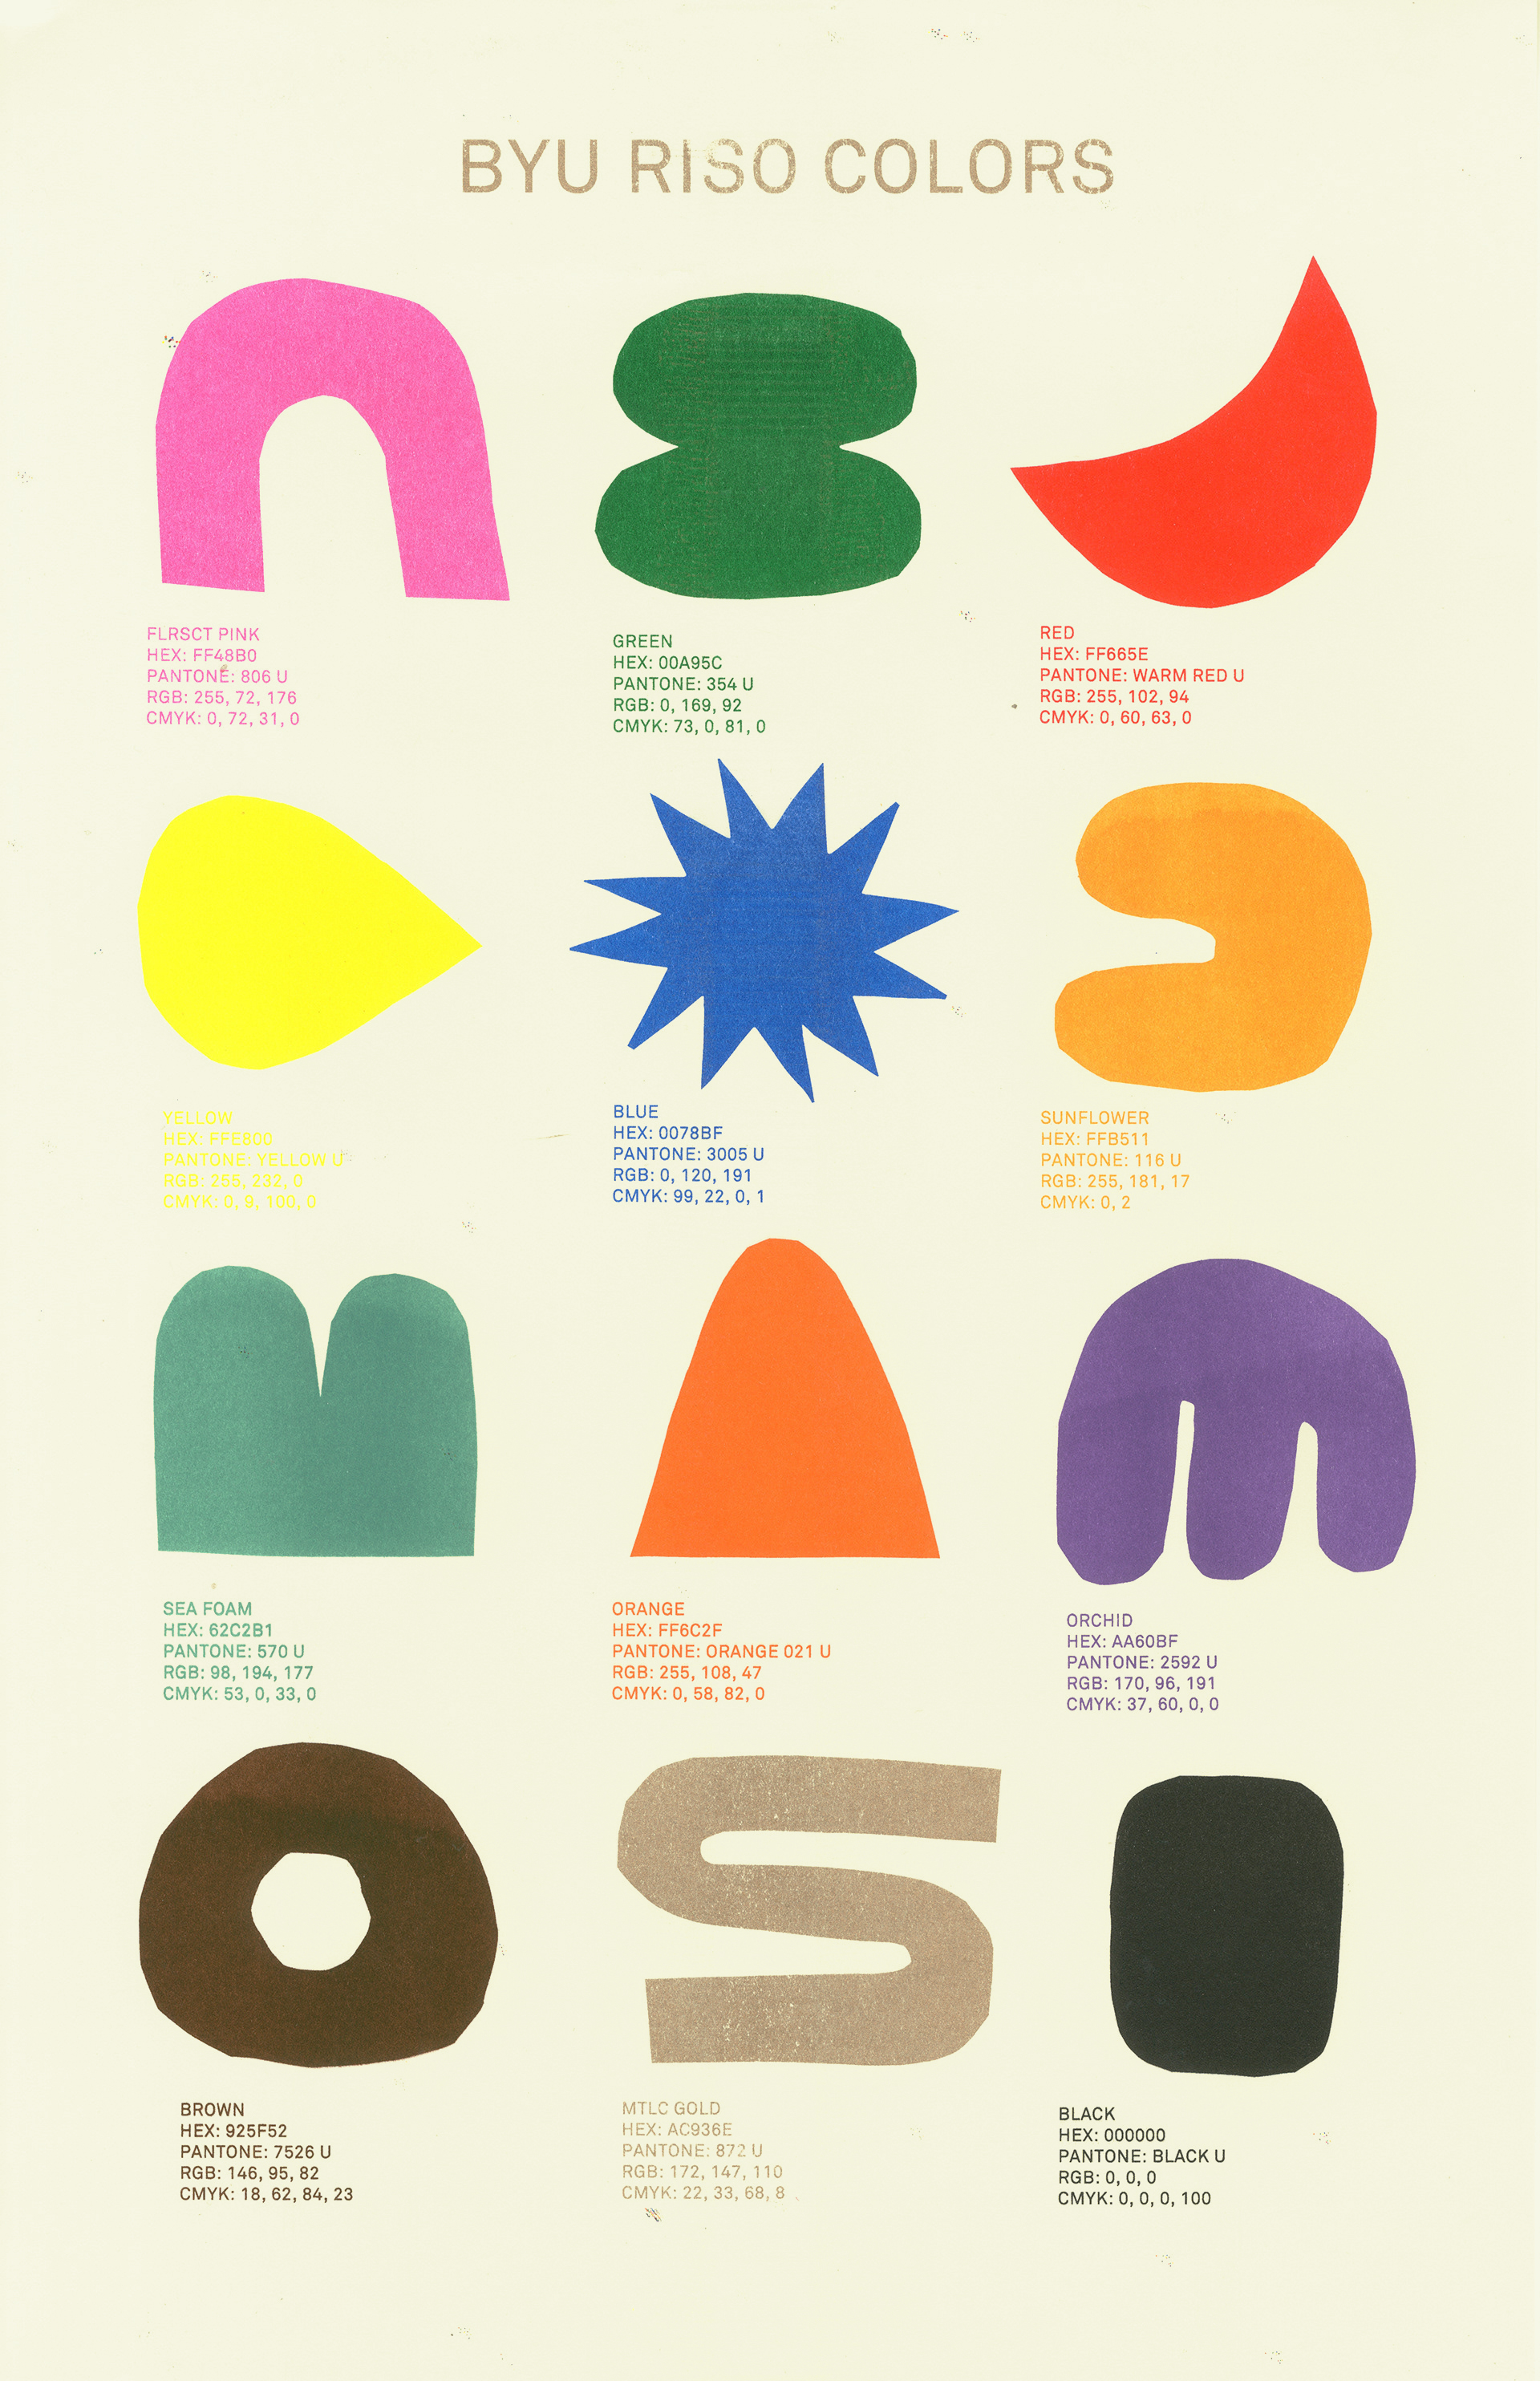 BYU RISO COLORS
FLRSCT PINK
HEX: FF48B0
PANTONE: 806 U
RGB: 255, 72, 176
CMYK: 0, 72, 31, 0
GREEN
HEX: 00A95C
PANTONE: 354 U
RGB: 0, 169, 92
CMYK: 73, 0, 81, 0
RED
HEX: FF665E
PANTONE: WARM RED U
RGB: 255, 102, 94
CMYK: 0, 60, 63, 0
YELLOW
HEX: FFE800
PANTONE: YELLOW U
RGB: 255, 232, 0
CMYK: 0, 9, 100, 0
BLUE
HEX: 0078BF
PANTONE: 3005 U
RGB: 0, 120, 191
CMYK: 99, 22, 0, 1
SUNFLOWER
HEX: FFB511
PANTONE: 116 U
RGB: 255, 181, 17
CMYK: 0, 2
SEA FOAM
HEX: 62C2B1
PANTONE: 570 U
RGB: 98, 194, 177
CMYK: 53, 0, 33, 0
ORANGE
HEX: FF6C2F
PANTONE: ORANGE 021 U
RGB: 255, 108, 47
CMYK: 0, 58, 82, 0
ORCHID
HEX: AA60BF
PANTONE: 2592 U
RGB: 170, 96, 191
CMYK: 37, 60, 0, 0
BROWN
HEX: 925F52
PANTONE: 7526 U
RGB: 146, 95, 82
CMYK: 18, 62, 84, 23
MTLC GOLD
HEX: AC936E
PANTONE: 872 U
RGB: 172, 147, 110
CMYK: 22, 33, 68, 8
BLACK
HEX: 000000
PANTONE: BLACK U
RGB: 0, 0, 0
CMYK: 0, 0, 0, 100